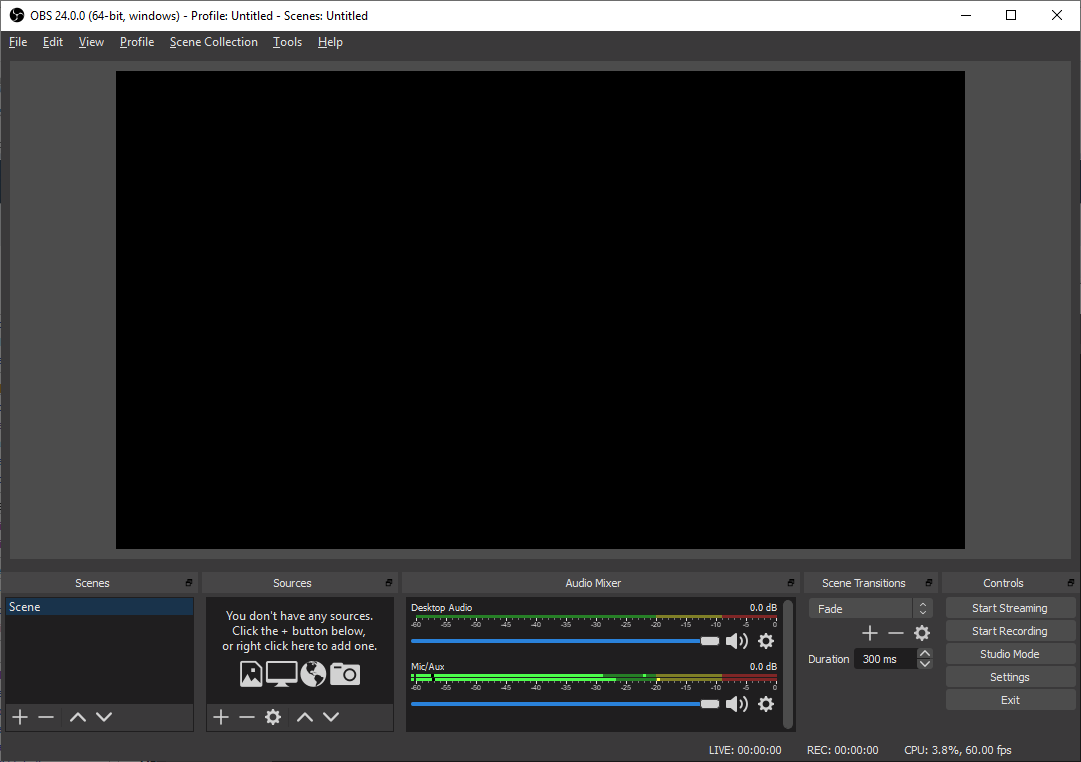 OBS 24.0.0 (64-bit, windows) - Profile: Untitled - Scenes: Untitled
File Edit View Profile Scene Collection Tools Help
Scenes
Scene
Sources
You don't have any sources.
Click the + button below,
or right click here to add one.
Audio Mixer
Desktop Audio 0.0 dB
-60 -55 -50 -45 -40 -35 -30 -25 -20 -15 -10 -5 0
Mic/Aux 0.0 dB
-60 -55 -50 -45 -40 -35 -30 -25 -20 -15 -10 -5 0
Scene Transitions
Fade
Duration 300 ms
Controls
Start Streaming
Start Recording
Studio Mode
Settings
Exit
LIVE: 00:00:00 REC: 00:00:00 CPU: 3.8%, 60.00 fps